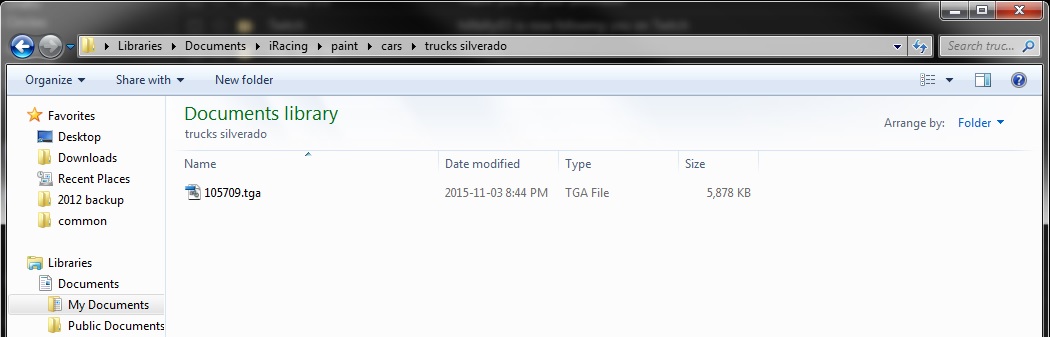 Libraries Documents iRacing paint cars trucks silverado Search truc...
Organize Share with New folder
Favorites
Desktop
Downloads
Recent Places
2012 backup
common
Libraries
Documents
My Documents
Public Documents
Documents library
trucks silverado
Arrange by: Folder
Name Date modified Type Size
105709.tga 2015-11-03 8:44 PM TGA File 5,878 KB